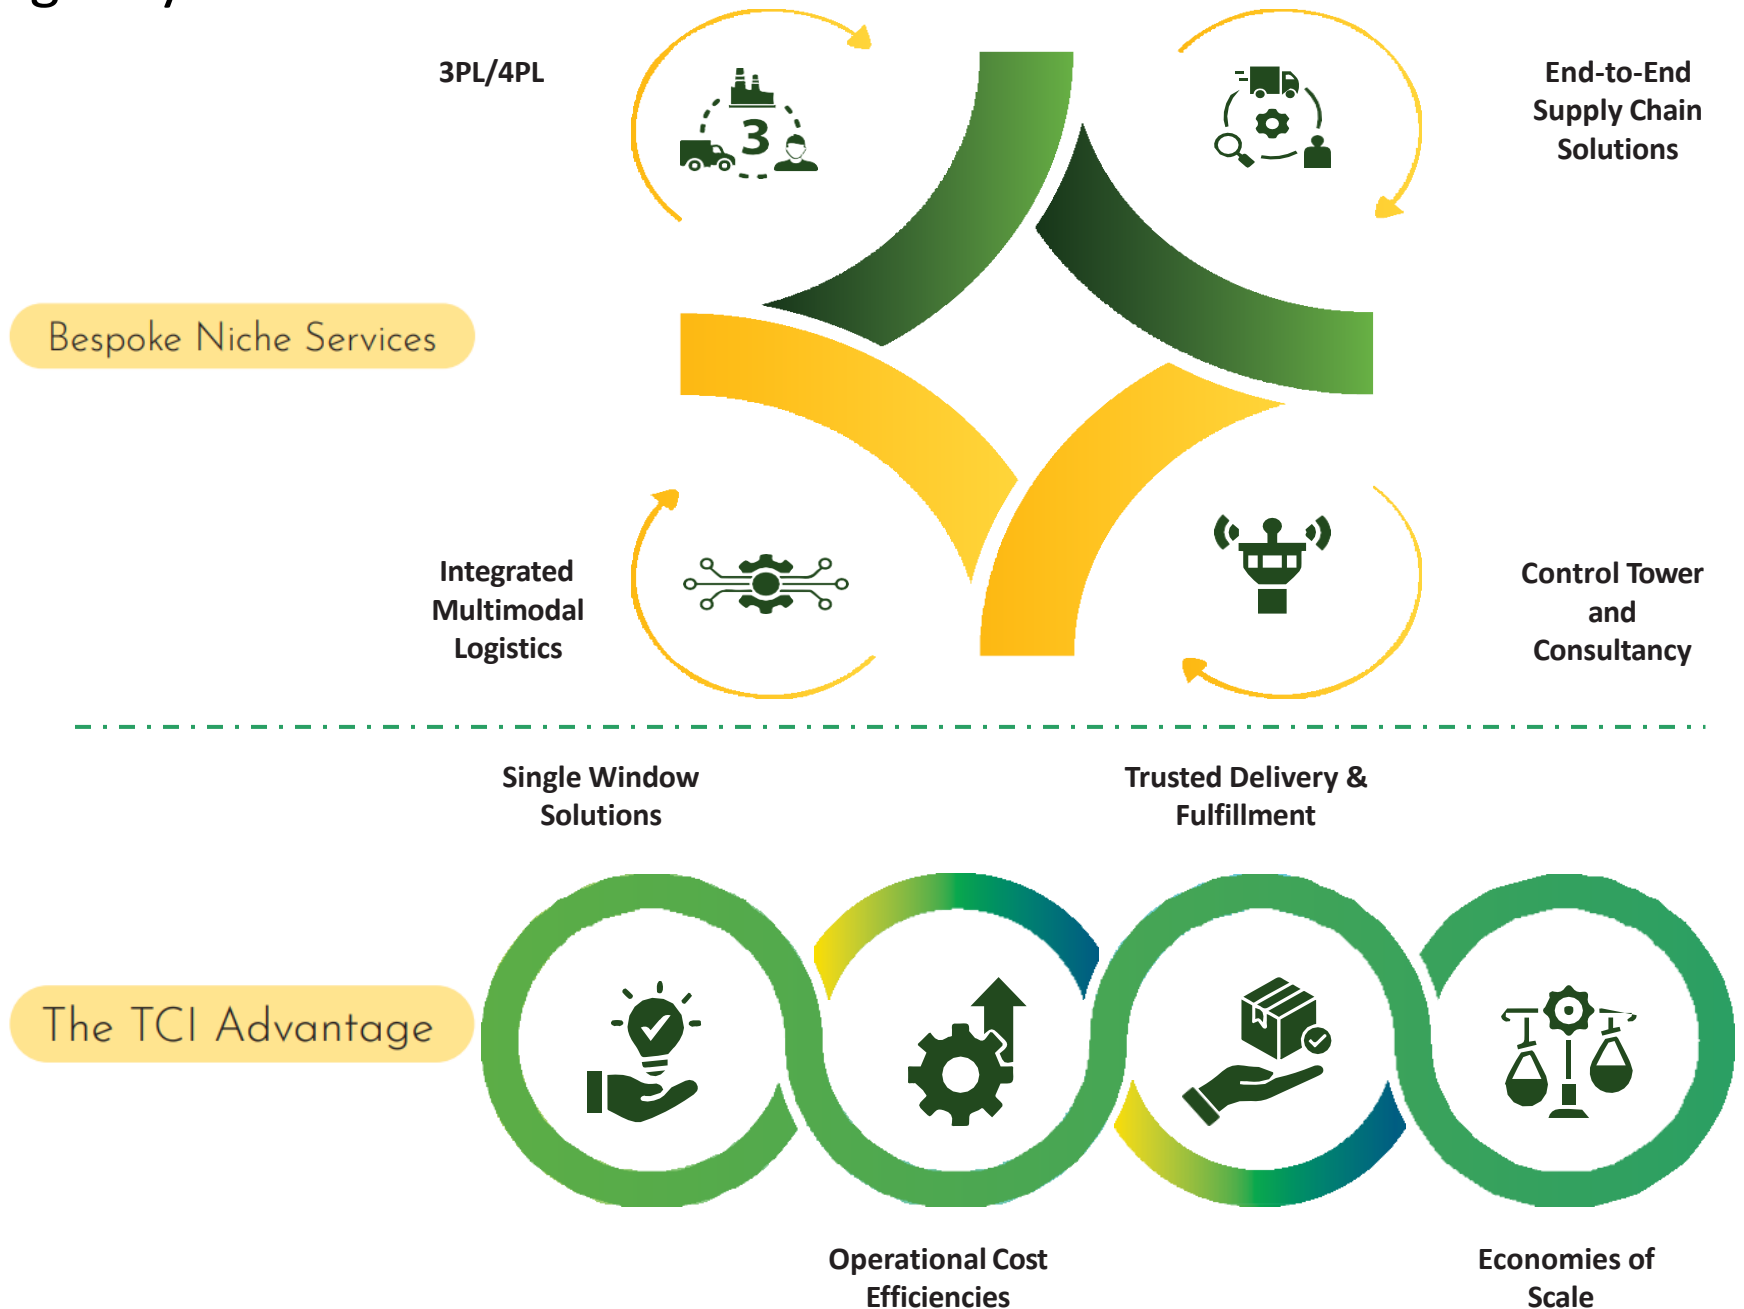 3PL/4PL
End-to-End
Supply Chain
Solutions
3
Bespoke Niche Services
Integrated
Multimodal
Logistics
Control Tower
and
Consultancy
Single Window
Solutions
Trusted Delivery &
Fulfillment
The TCI Advantage
Operational Cost
Efficiencies
Economies of
Scale